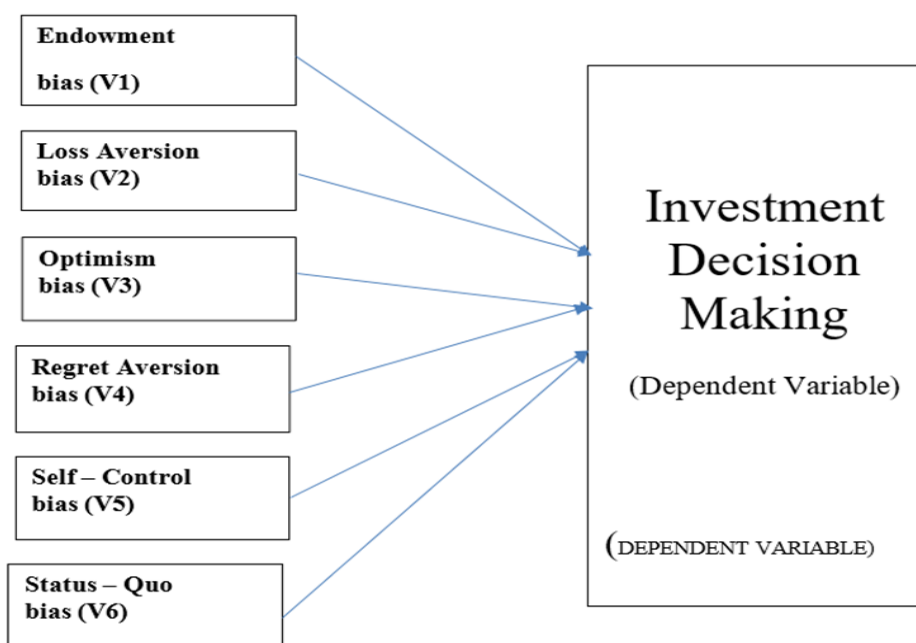 Endowment
bias (V1)
Loss Aversion
bias (V2)
Optimism
bias (V3)
Regret Aversion
bias (V4)
Self – Control
bias (V5)
Status – Quo
bias (V6)
Investment
Decision
Making
(Dependent Variable)
(DEPENDENT VARIABLE)